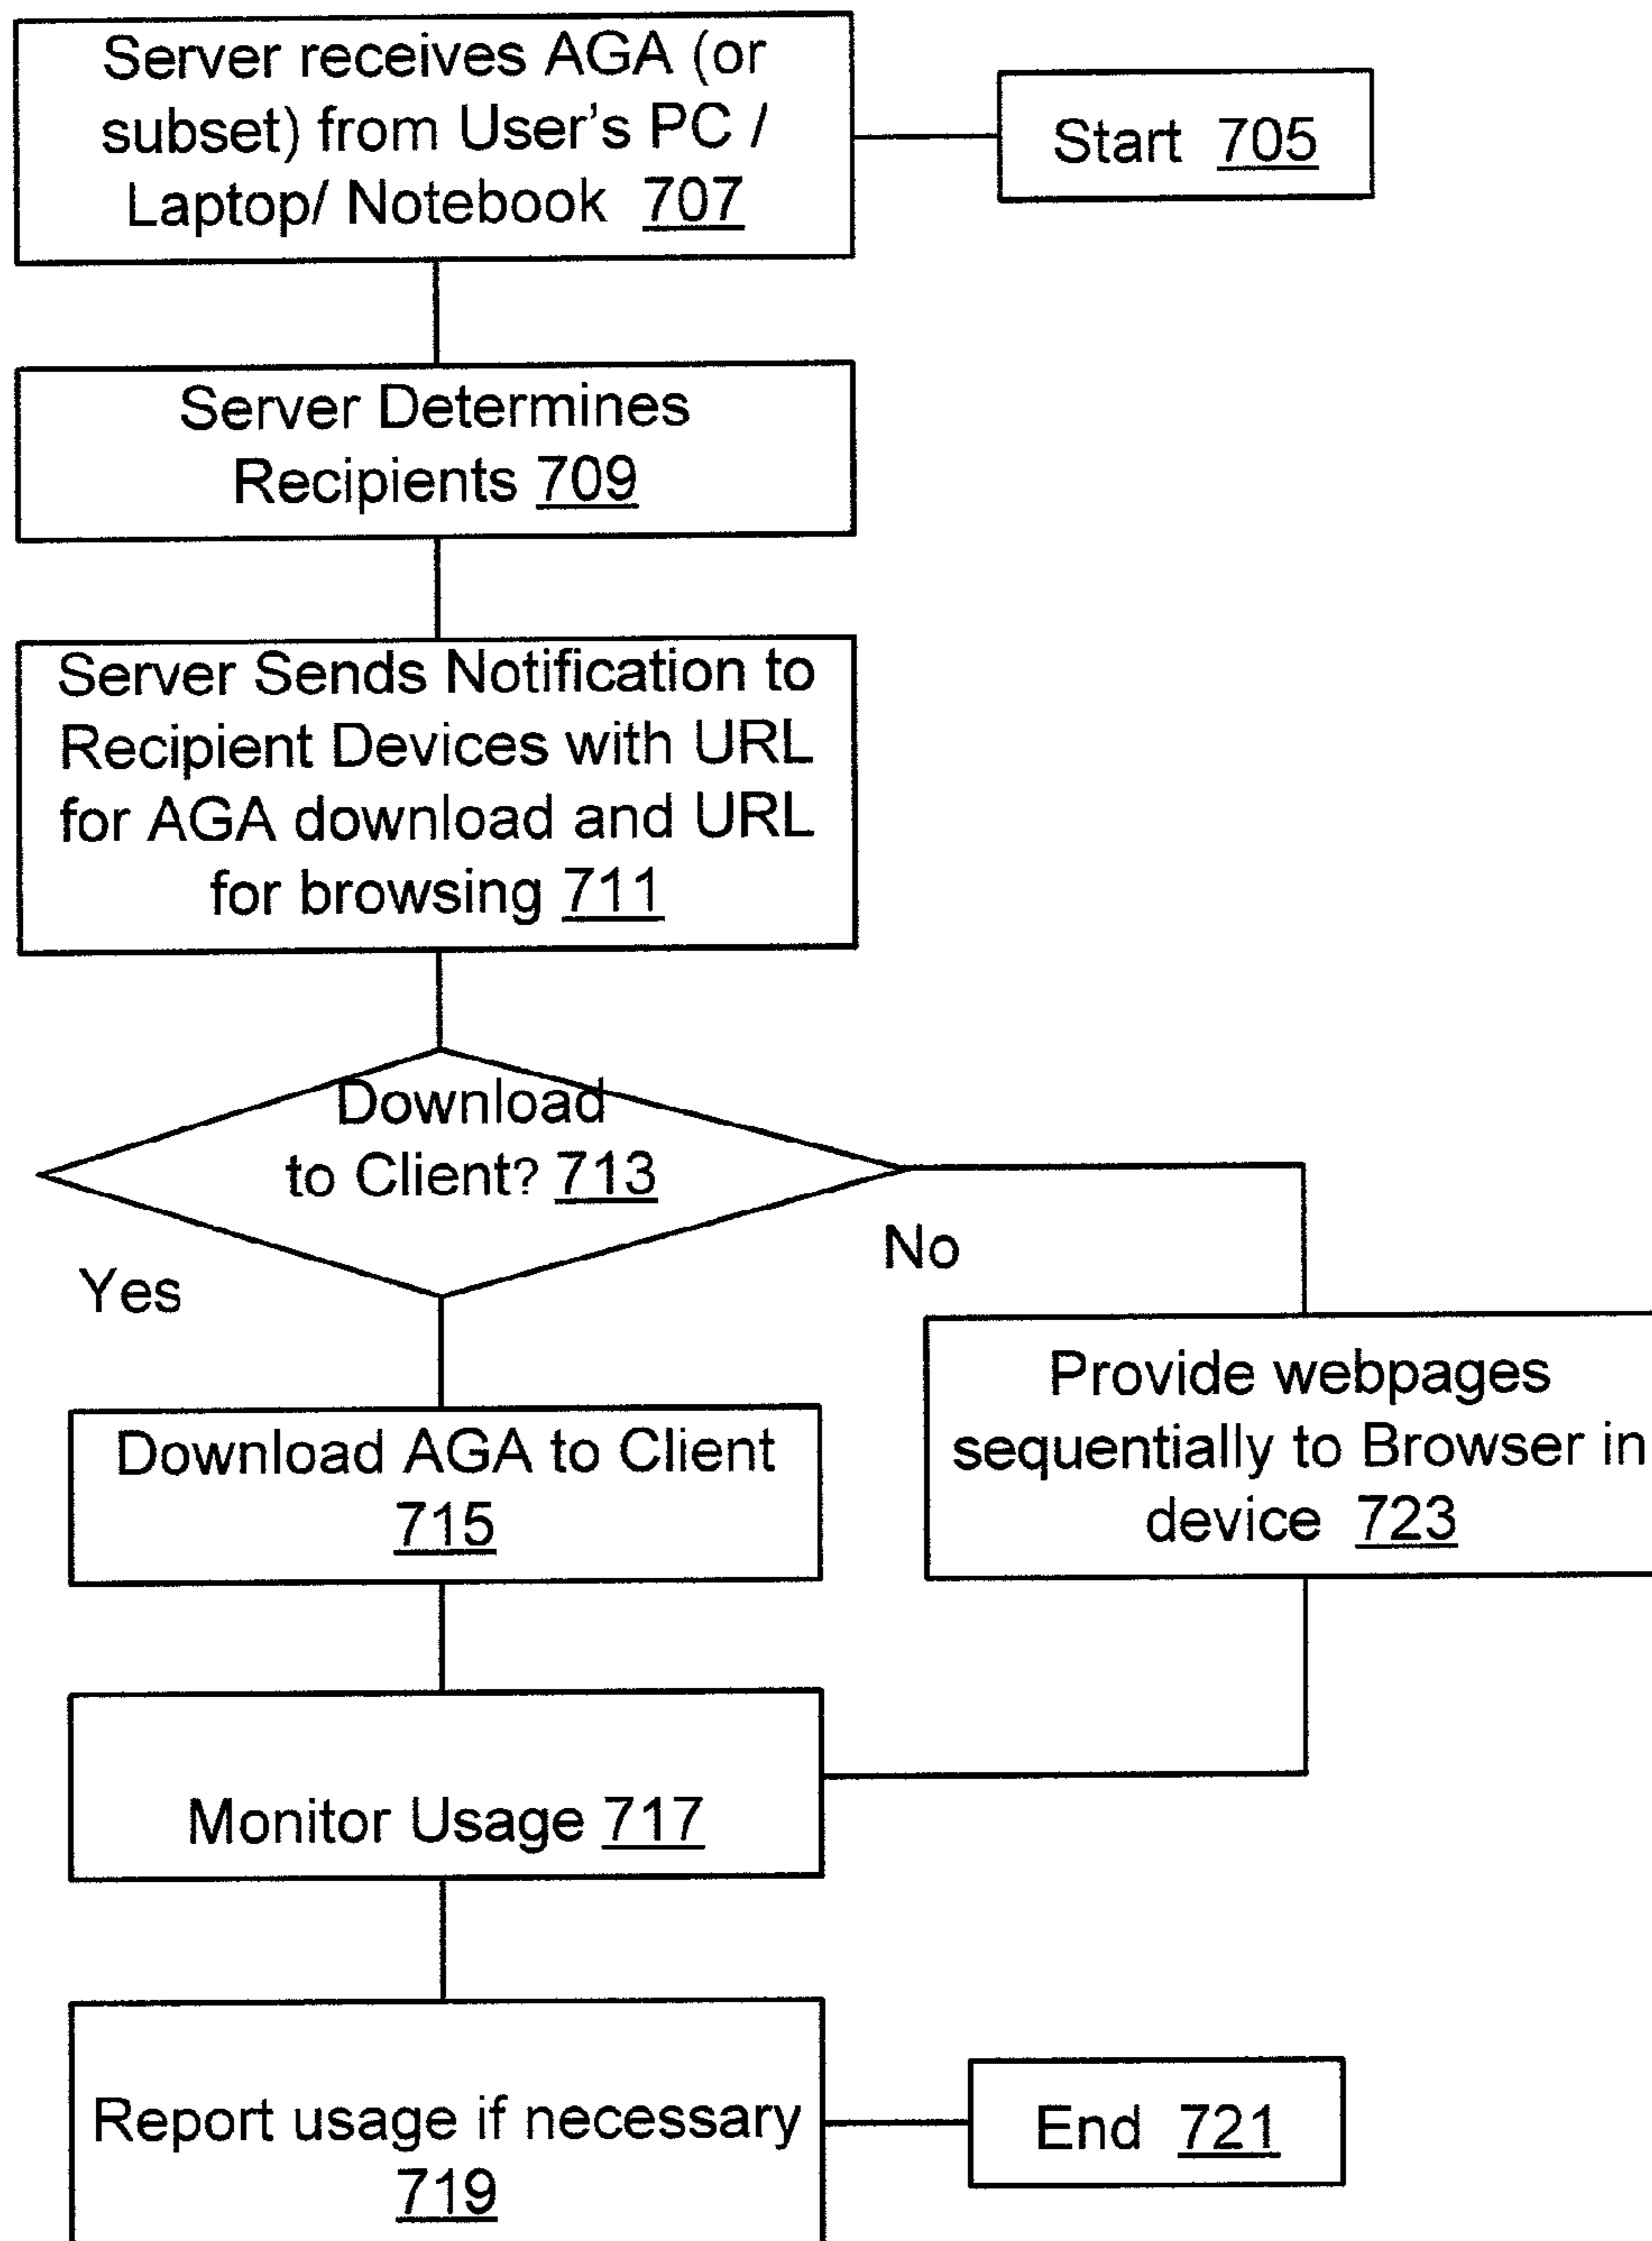 Server receives AGA (or
subset) from User's PC /
Laptop/ Notebook 707
Start 705
Server Determines
Recipients 709
Server Sends Notification to
Recipient Devices with URL
for AGA download and URL
for browsing 711
Download
to Client? 713
No
Yes
Provide webpages
sequentially to Browser in
device 723
Download AGA to Client
715
Monitor Usage 717
Report usage if necessary
719
End 721